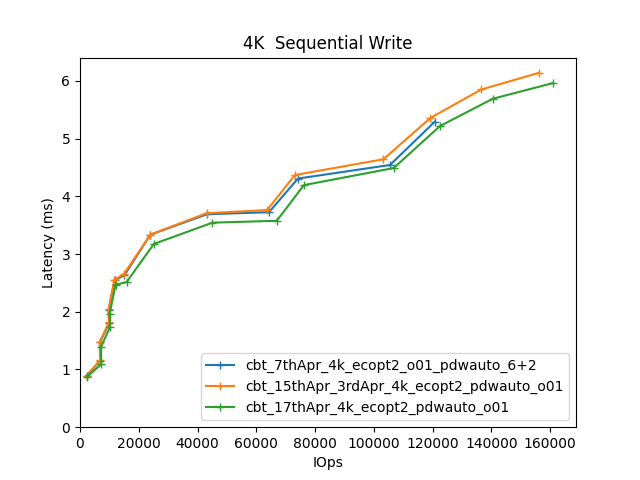 4K  Sequential Write
Latency (ms)
6
5
4
3
2
1
0
0 20000 40000 60000 80000 100000 120000 140000 160000
IOps
cbt_7thApr_4k_ecopt2_o01_pdwauto_6+2
cbt_15thApr_3rdApr_4k_ecopt2_pdwauto_o01
cbt_17thApr_4k_ecopt2_pdwauto_o01